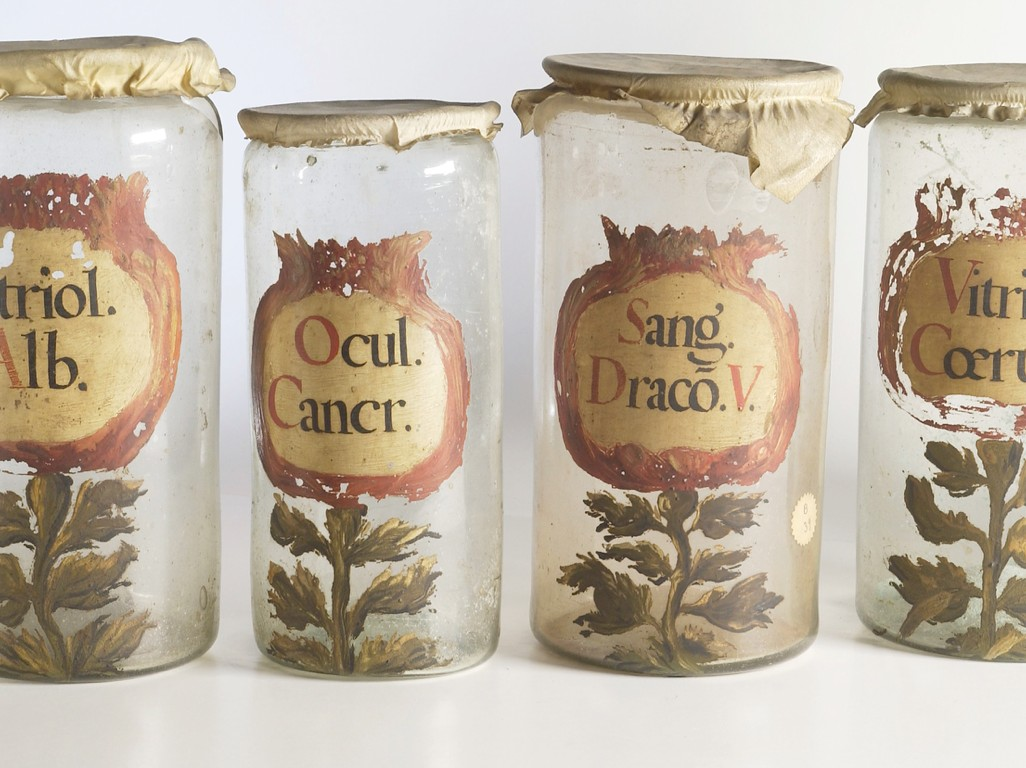 triol.
Alb.
Ocul.
Cancr.
Sang.
Dracō. V.
Vitri
Cœru